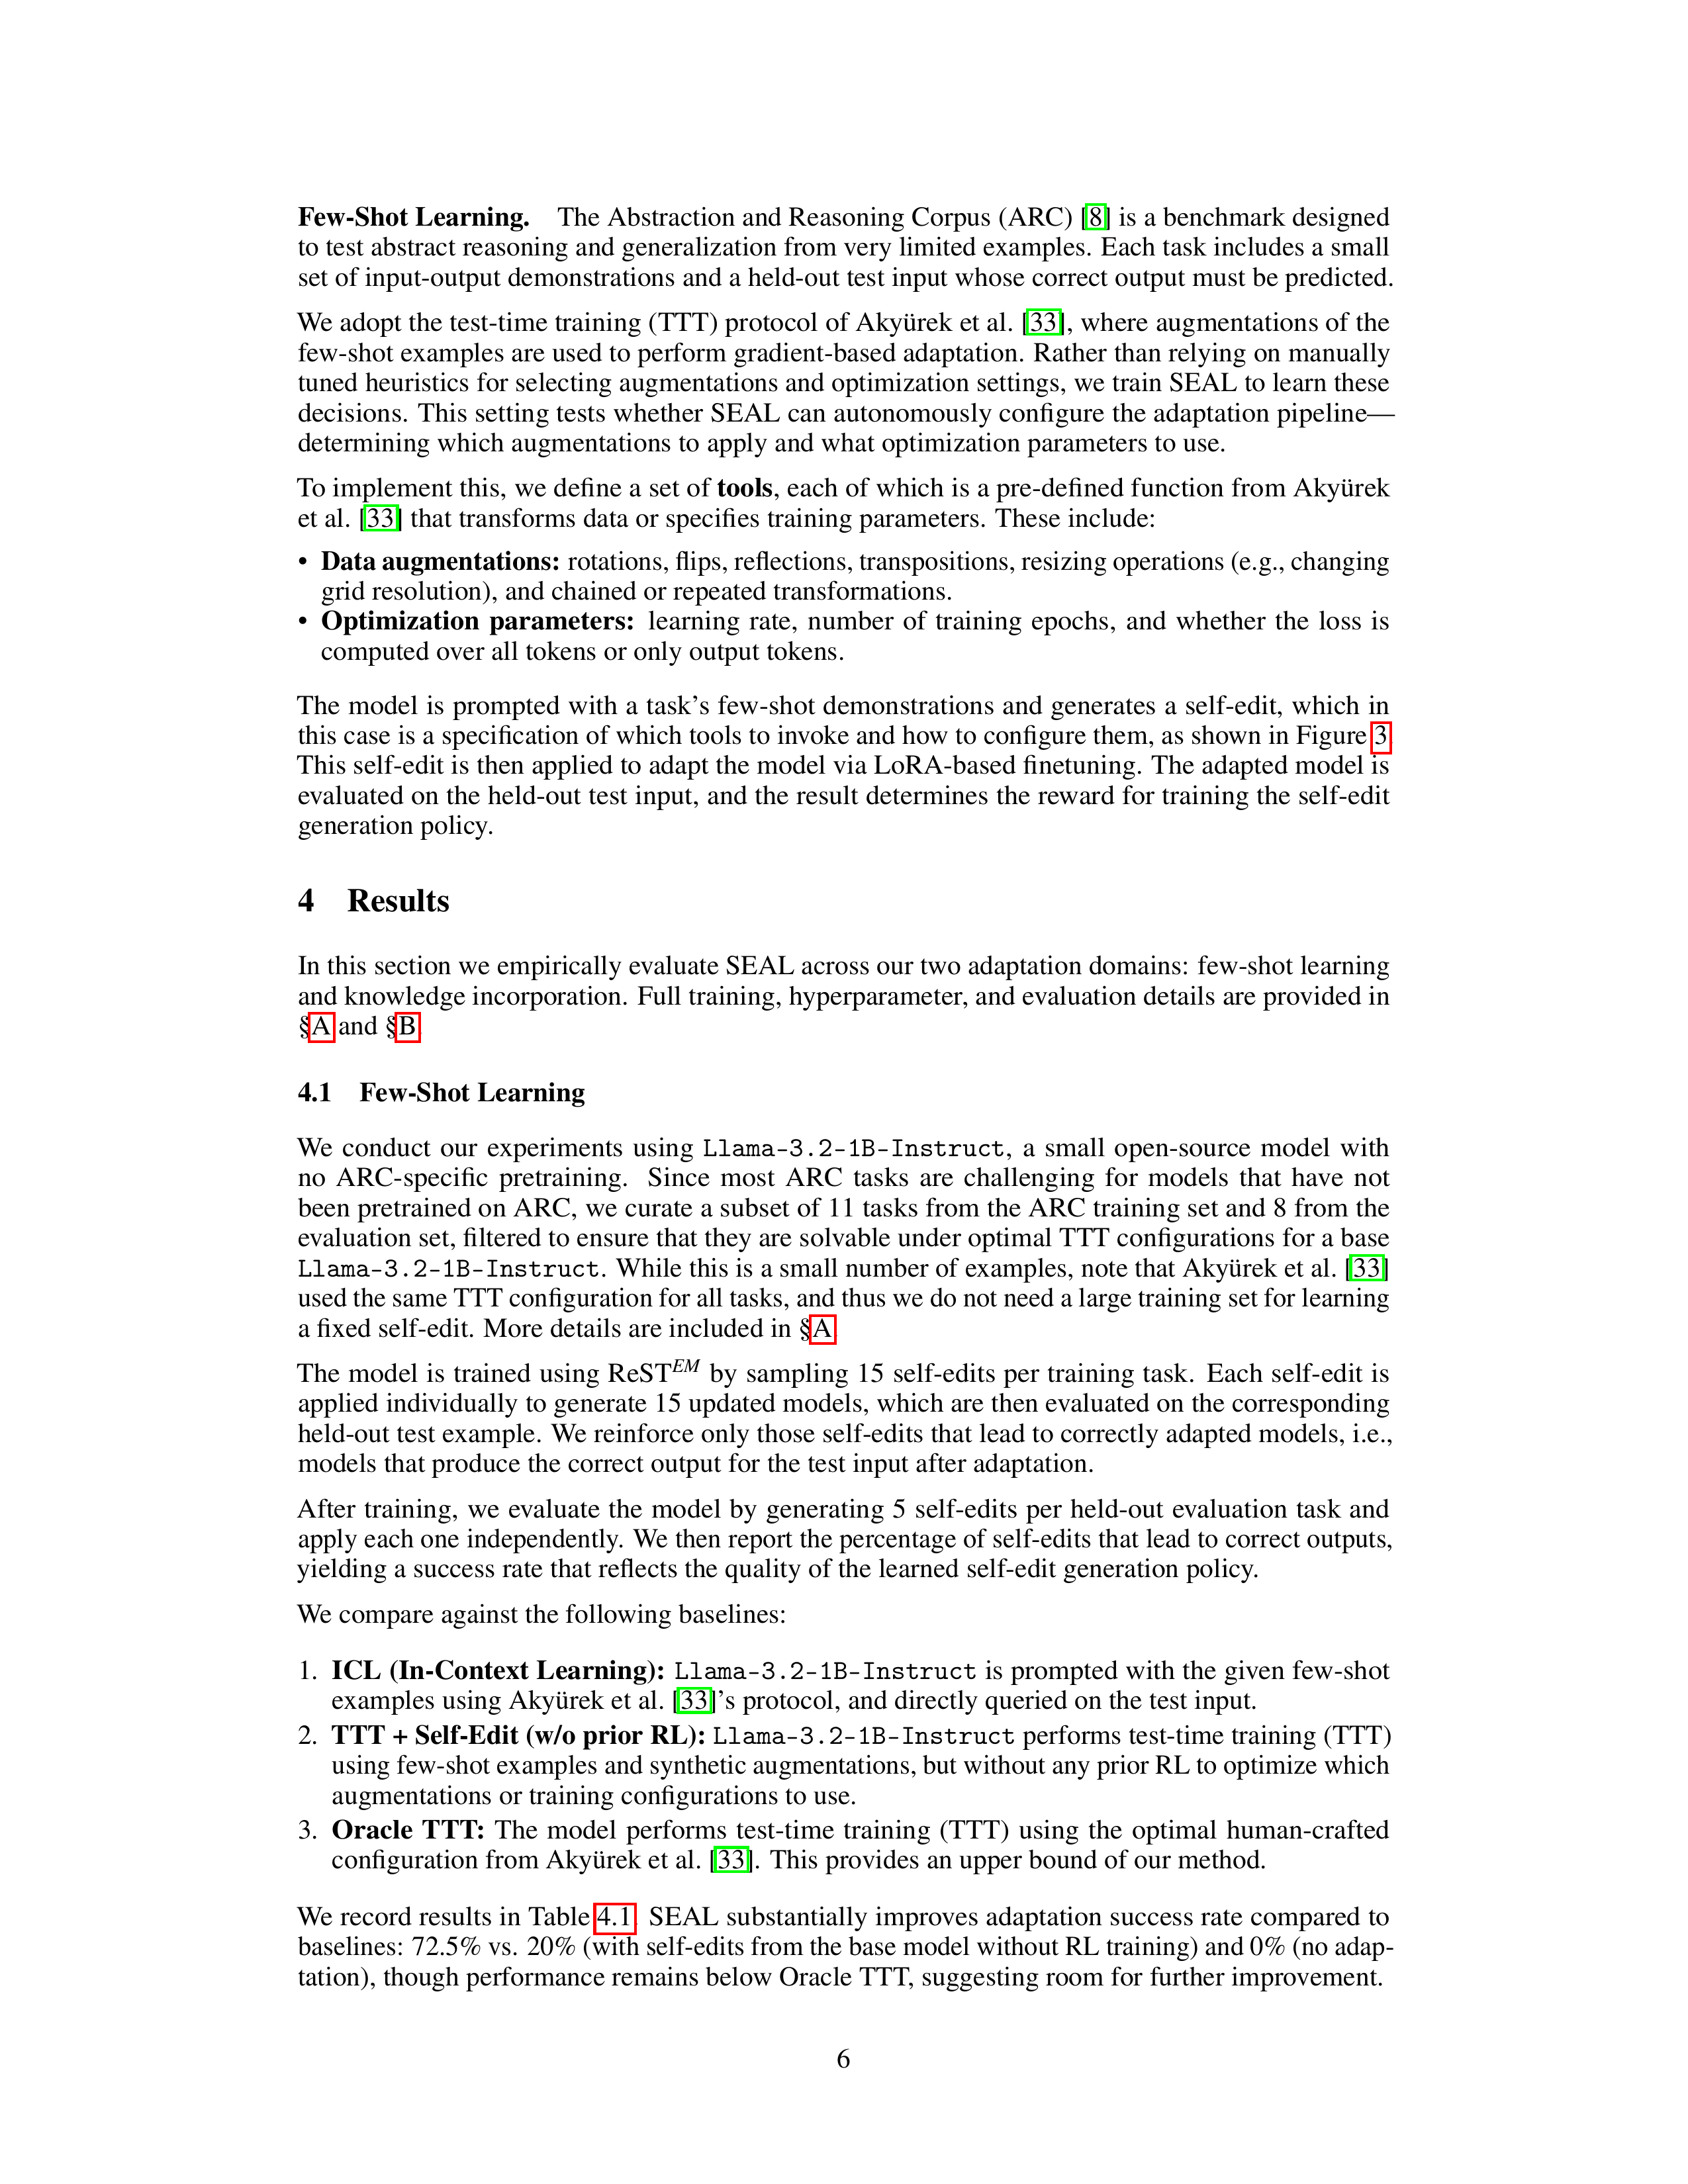 Few-Shot Learning. The Abstraction and Reasoning Corpus (ARC) [8] is a benchmark designed
to test abstract reasoning and generalization from very limited examples. Each task includes a small
set of input-output demonstrations and a held-out test input whose correct output must be predicted.
We adopt the test-time training (TTT) protocol of Akyürek et al. [33], where augmentations of the
few-shot examples are used to perform gradient-based adaptation. Rather than relying on manually
tuned heuristics for selecting augmentations and optimization settings, we train SEAL to learn these
decisions. This setting tests whether SEAL can autonomously configure the adaptation pipeline—
determining which augmentations to apply and what optimization parameters to use.
To implement this, we define a set of tools, each of which is a pre-defined function from Akyürek
et al. [33] that transforms data or specifies training parameters. These include:
• Data augmentations: rotations, flips, reflections, transpositions, resizing operations (e.g., changing
grid resolution), and chained or repeated transformations.
• Optimization parameters: learning rate, number of training epochs, and whether the loss is
computed over all tokens or only output tokens.
The model is prompted with a task's few-shot demonstrations and generates a self-edit, which in
this case is a specification of which tools to invoke and how to configure them, as shown in Figure 3.
This self-edit is then applied to adapt the model via LoRA-based finetuning. The adapted model is
evaluated on the held-out test input, and the result determines the reward for training the self-edit
generation policy.
4 Results
In this section we empirically evaluate SEAL across our two adaptation domains: few-shot learning
and knowledge incorporation. Full training, hyperparameter, and evaluation details are provided in
§A and §B.
4.1 Few-Shot Learning
We conduct our experiments using Llama-3.2-1B-Instruct, a small open-source model with
no ARC-specific pretraining. Since most ARC tasks are challenging for models that have not
been pretrained on ARC, we curate a subset of 11 tasks from the ARC training set and 8 from the
evaluation set, filtered to ensure that they are solvable under optimal TTT configurations for a base
Llama-3.2-1B-Instruct. While this is a small number of examples, note that Akyürek et al. [33]
used the same TTT configuration for all tasks, and thus we do not need a large training set for learning
a fixed self-edit. More details are included in §A.
The model is trained using ReST^EM by sampling 15 self-edits per training task. Each self-edit is
applied individually to generate 15 updated models, which are then evaluated on the corresponding
held-out test example. We reinforce only those self-edits that lead to correctly adapted models, i.e.,
models that produce the correct output for the test input after adaptation.
After training, we evaluate the model by generating 5 self-edits per held-out evaluation task and
apply each one independently. We then report the percentage of self-edits that lead to correct outputs,
yielding a success rate that reflects the quality of the learned self-edit generation policy.
We compare against the following baselines:
1. ICL (In-Context Learning): Llama-3.2-1B-Instruct is prompted with the given few-shot
examples using Akyürek et al. [33]'s protocol, and directly queried on the test input.
2. TTT + Self-Edit (w/o prior RL): Llama-3.2-1B-Instruct performs test-time training (TTT)
using few-shot examples and synthetic augmentations, but without any prior RL to optimize which
augmentations or training configurations to use.
3. Oracle TTT: The model performs test-time training (TTT) using the optimal human-crafted
configuration from Akyürek et al. [33]. This provides an upper bound of our method.
We record results in Table 4.1. SEAL substantially improves adaptation success rate compared to
baselines: 72.5% vs. 20% (with self-edits from the base model without RL training) and 0% (no adap-
tation), though performance remains below Oracle TTT, suggesting room for further improvement.
6